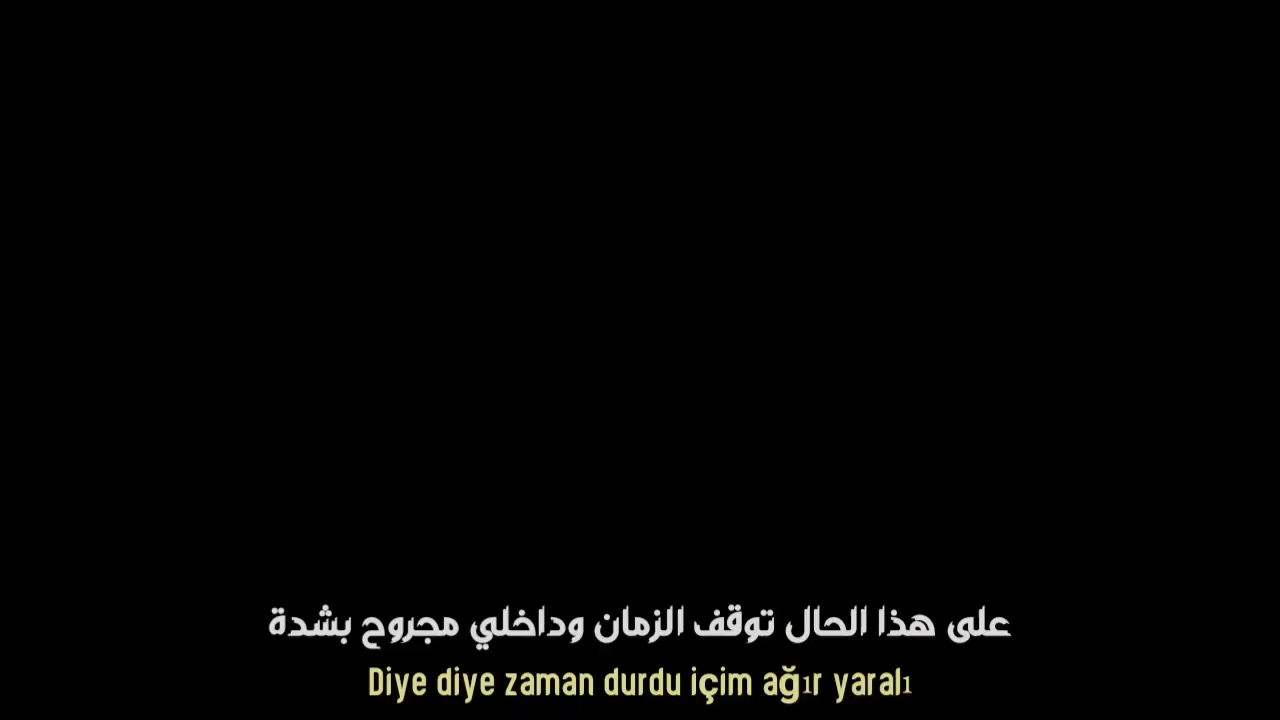 على هذا الحال توقف الزمان وداخلي مجروح بشدة
Diye diye zaman durdu içim ağır yaralı